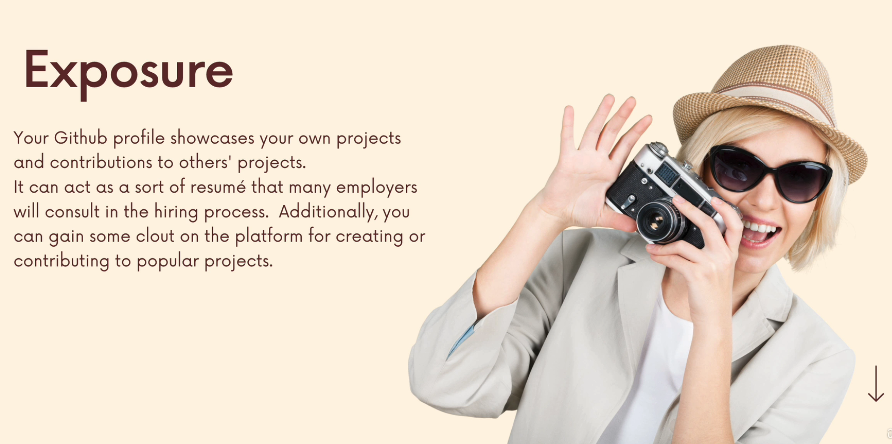 Exposure
Your Github profile showcases your own projects
and contributions to others' projects.
It can act as a sort of resumé that many employers
will consult in the hiring process.  Additionally, you
can gain some clout on the platform for creating or
contributing to popular projects.